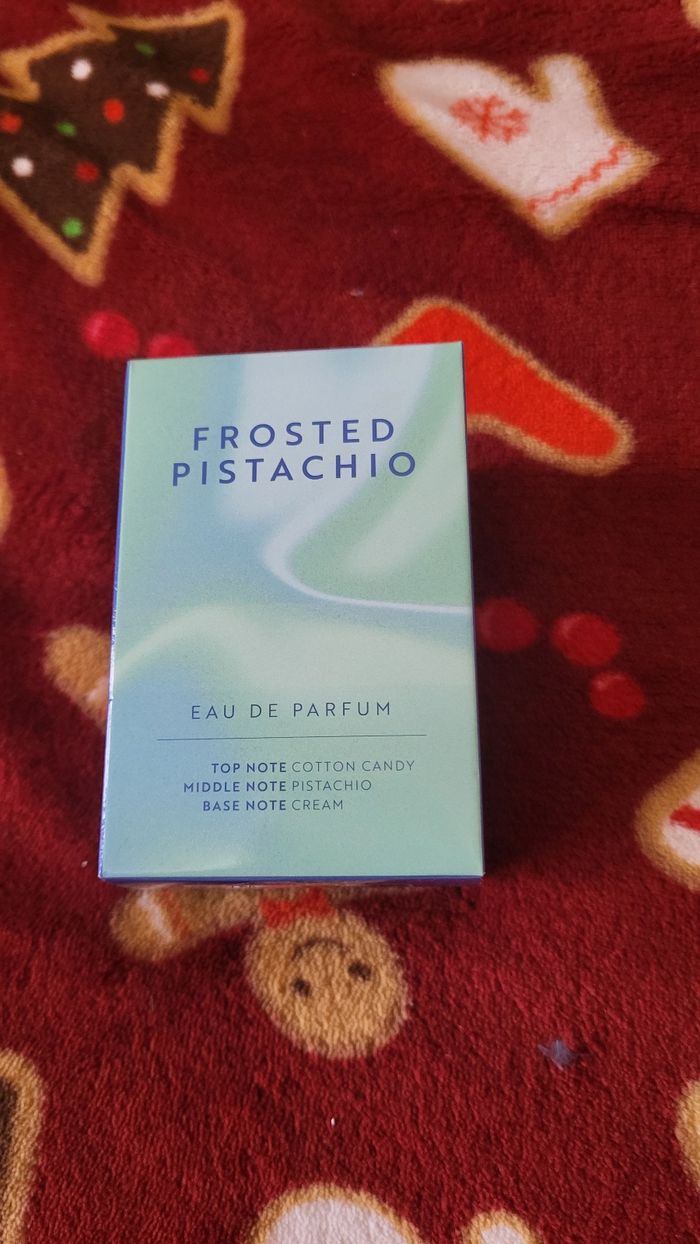 FROSTED
PISTACHIO
EAU DE PARFUM
TOP NOTE COTTON CANDY
MIDDLE NOTE PISTACHIO
BASE NOTE CREAM